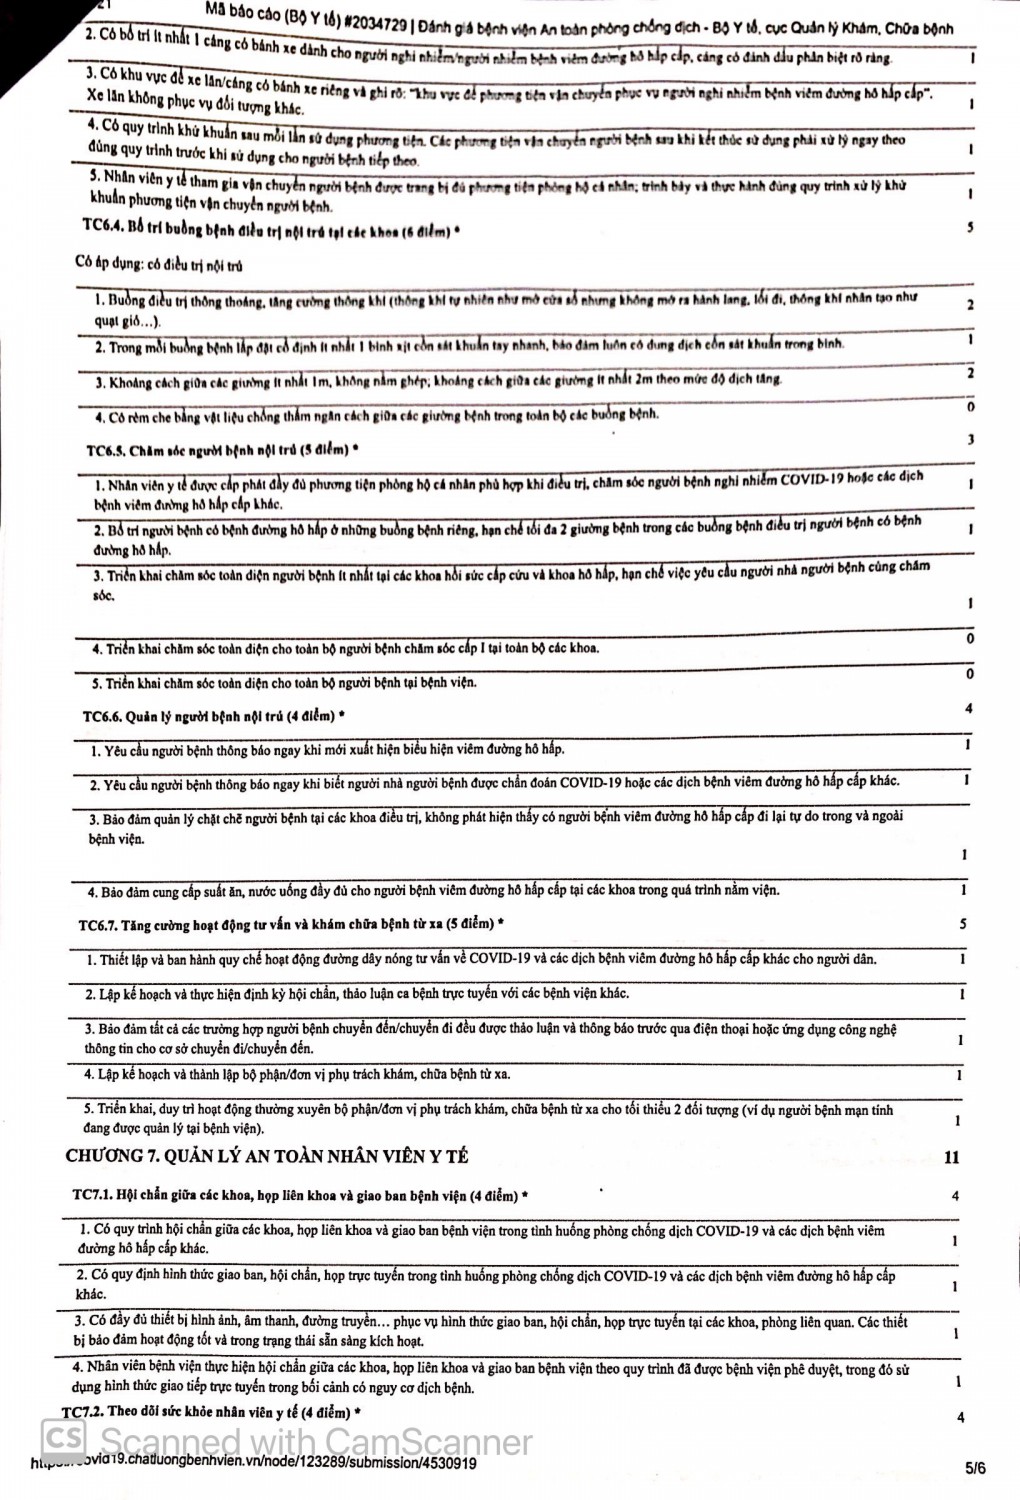 21
Mã báo cáo (Bộ Y tế) #2034729 | Đánh giá bệnh viện An toàn phòng chống dịch - Bộ Y tế, cục Quản lý Khám, Chữa bệnh
2. Có bố trí ít nhất 1 cáng có bánh xe dành cho người nghi nhiễm/người nhiễm bệnh viêm đường hô hấp cấp, cáng có đánh dấu phân biệt rõ ràng. 1
3. Có khu vực để xe lăn/cáng có bánh xe riêng và ghi rõ: "khu vực để phương tiện vận chuyển phục vụ người nghi nhiễm bệnh viêm đường hô hấp cấp".
Xe lăn không phục vụ đối tượng khác. 1
4. Có quy trình khử khuẩn sau mỗi lần sử dụng phương tiện. Các phương tiện vận chuyển người bệnh sau khi kết thúc sử dụng phải xử lý ngay theo
đúng quy trình trước khi sử dụng cho người bệnh tiếp theo. 1
5. Nhân viên y tế tham gia vận chuyển người bệnh được trang bị đủ phương tiện phòng hộ cá nhân; trình bày và thực hành đúng quy trình xử lý khử
khuẩn phương tiện vận chuyển người bệnh. 1
TC6.4. Bố trí buồng bệnh điều trị nội trú tại các khoa (6 điểm) * 5
Có áp dụng: có điều trị nội trú
1. Buồng điều trị thông thoáng, tăng cường thông khí (thông khí tự nhiên như mở cửa sổ nhưng không mở ra hành lang, lối đi, thông khí nhân tạo như
quạt gió...). 2
2. Trong mỗi buồng bệnh lắp đặt cố định ít nhất 1 bình xịt cồn sát khuẩn tay nhanh, bảo đảm luôn có dung dịch cồn sát khuẩn trong bình. 1
3. Khoảng cách giữa các giường ít nhất 1m, không nằm ghép; khoảng cách giữa các giường ít nhất 2m theo mức độ dịch tăng. 2
4. Có rèm che bằng vật liệu chống thấm ngăn cách giữa các giường bệnh trong toàn bộ các buồng bệnh. 0
TC6.5. Chăm sóc người bệnh nội trú (5 điểm) * 3
1. Nhân viên y tế được cấp phát đầy đủ phương tiện phòng hộ cá nhân phù hợp khi điều trị, chăm sóc người bệnh nghi nhiễm COVID-19 hoặc các dịch
bệnh viêm đường hô hấp cấp khác. 1
2. Bố trí người bệnh có bệnh đường hô hấp ở những buồng bệnh riêng, hạn chế tối đa 2 giường bệnh trong các buồng bệnh điều trị người bệnh có bệnh
đường hô hấp. 1
3. Triển khai chăm sóc toàn diện người bệnh ít nhất tại các khoa hồi sức cấp cứu và khoa hô hấp, hạn chế việc yêu cầu người nhà người bệnh cùng chăm
sóc. 1
4. Triển khai chăm sóc toàn diện cho toàn bộ người bệnh chăm sóc cấp I tại toàn bộ các khoa. 0
5. Triển khai chăm sóc toàn diện cho toàn bộ người bệnh tại bệnh viện. 0
TC6.6. Quản lý người bệnh nội trú (4 điểm) * 4
1. Yêu cầu người bệnh thông báo ngay khi mới xuất hiện biểu hiện viêm đường hô hấp. 1
2. Yêu cầu người bệnh thông báo ngay khi biết người nhà người bệnh được chẩn đoán COVID-19 hoặc các dịch bệnh viêm đường hô hấp cấp khác. 1
3. Bảo đảm quản lý chặt chẽ người bệnh tại các khoa điều trị, không phát hiện thấy có người bệnh viêm đường hô hấp cấp đi lại tự do trong và ngoài
bệnh viện. 1
4. Bảo đảm cung cấp suất ăn, nước uống đầy đủ cho người bệnh viêm đường hô hấp cấp tại các khoa trong quá trình nằm viện. 1
TC6.7. Tăng cường hoạt động tư vấn và khám chữa bệnh từ xa (5 điểm) * 5
1. Thiết lập và ban hành quy chế hoạt động đường dây nóng tư vấn về COVID-19 và các dịch bệnh viêm đường hô hấp cấp khác cho người dân. 1
2. Lập kế hoạch và thực hiện định kỳ hội chẩn, thảo luận ca bệnh trực tuyến với các bệnh viện khác. 1
3. Bảo đảm tất cả các trường hợp người bệnh chuyển đến/chuyển đi đều được thảo luận và thông báo trước qua điện thoại hoặc ứng dụng công nghệ
thông tin cho cơ sở chuyển đi/chuyển đến. 1
4. Lập kế hoạch và thành lập bộ phận/đơn vị phụ trách khám, chữa bệnh từ xa. 1
5. Triển khai, duy trì hoạt động thường xuyên bộ phận/đơn vị phụ trách khám, chữa bệnh từ xa cho tối thiểu 2 đối tượng (ví dụ người bệnh mạn tính
đang được quản lý tại bệnh viện). 1
CHƯƠNG 7. QUẢN LÝ AN TOÀN NHÂN VIÊN Y TẾ 11
TC7.1. Hội chẩn giữa các khoa, họp liên khoa và giao ban bệnh viện (4 điểm) * 4
1. Có quy trình hội chẩn giữa các khoa, họp liên khoa và giao ban bệnh viện trong tình huống phòng chống dịch COVID-19 và các dịch bệnh viêm
đường hô hấp cấp khác. 1
2. Có quy định hình thức giao ban, hội chẩn, họp trực tuyến trong tình huống phòng chống dịch COVID-19 và các dịch bệnh viêm đường hô hấp cấp
khác. 1
3. Có đầy đủ thiết bị hình ảnh, âm thanh, đường truyền... phục vụ hình thức giao ban, hội chẩn, họp trực tuyến tại các khoa, phòng liên quan. Các thiết
bị bảo đảm hoạt động tốt và trong trạng thái sẵn sàng kích hoạt. 1
4. Nhân viên bệnh viện thực hiện hội chẩn giữa các khoa, họp liên khoa và giao ban bệnh viện theo quy trình đã được bệnh viện phê duyệt, trong đó sử
dụng hình thức giao tiếp trực tuyến trong bối cảnh có nguy cơ dịch bệnh. 1
TC7.2. Theo dõi sức khỏe nhân viên y tế (4 điểm) * 4
CS Scanned with CamScanner
ovid19.chatluongbenhvien.vn/node/123289/submission/4530919 5/6